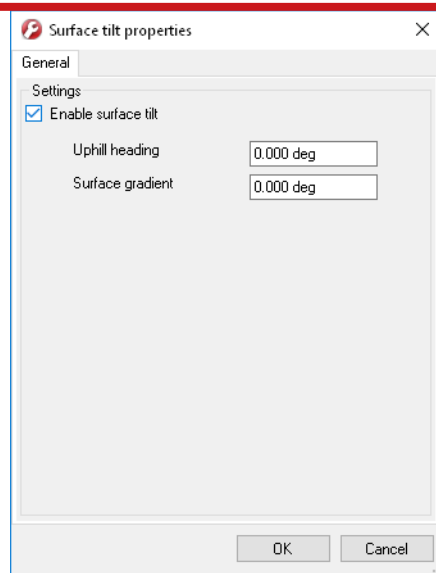 Surface tilt properties
General
Settings
Enable surface tilt
Uphill heading 0.000 deg
Surface gradient 0.000 deg
OK Cancel